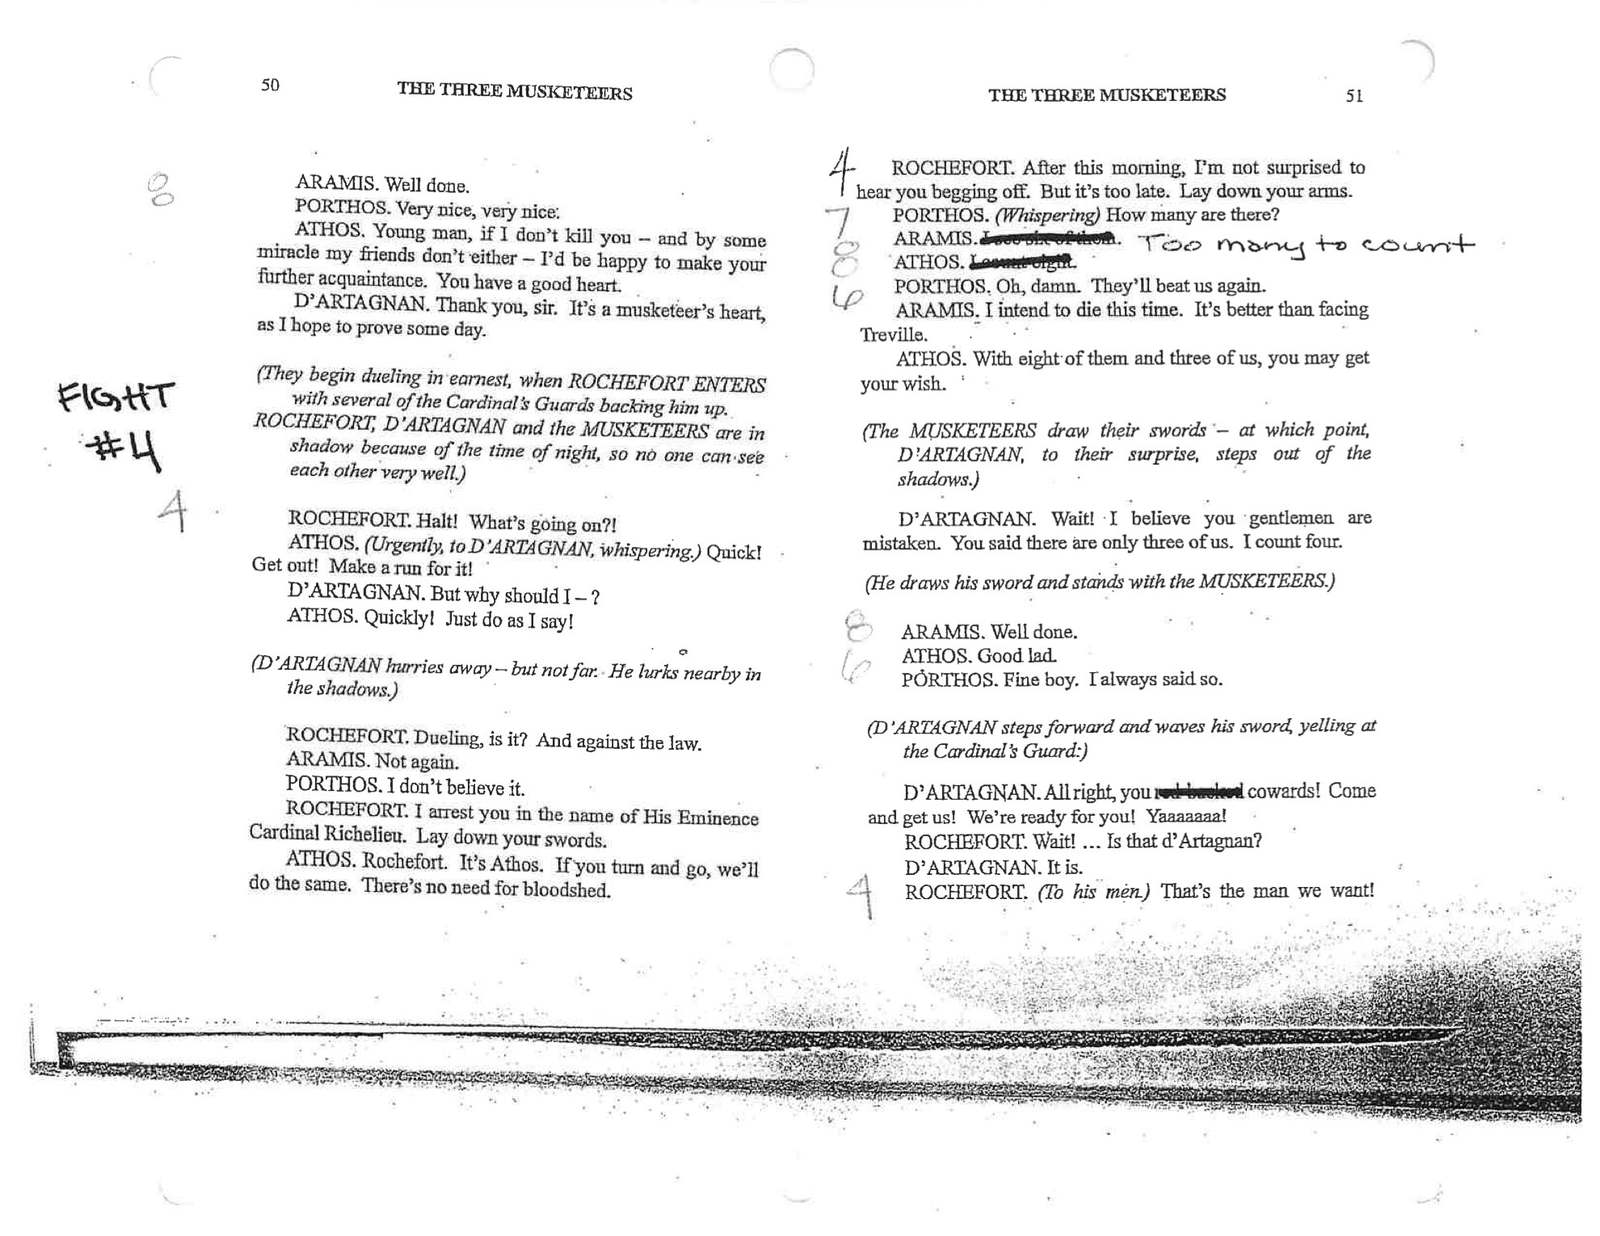 50
THE THREE MUSKETEERS
8
ARAMIS. Well done.
PORTHOS. Very nice, very nice.
ATHOS. Young man, if I don't kill you – and by some
miracle my friends don't either – I'd be happy to make your
further acquaintance. You have a good heart.
D'ARTAGNAN. Thank you, sir. It's a musketeer's heart,
as I hope to prove some day.
FIGHT
#4
(They begin dueling in earnest, when ROCHEFORT ENTERS
with several of the Cardinal's Guards backing him up.
ROCHEFORT, D'ARTAGNAN and the MUSKETEERS are in
shadow because of the time of night, so no one can see
each other very well.)
4
ROCHEFORT. Halt! What's going on?!
ATHOS. (Urgently, to D'ARTAGNAN, whispering.) Quick!
Get out! Make a run for it!
D'ARTAGNAN. But why should I – ?
ATHOS. Quickly! Just do as I say!
(D'ARTAGNAN hurries away – but not far. He lurks nearby in
the shadows.)
ROCHEFORT. Dueling, is it? And against the law.
ARAMIS. Not again.
PORTHOS. I don't believe it.
ROCHEFORT. I arrest you in the name of His Eminence
Cardinal Richelieu. Lay down your swords.
ATHOS. Rochefort. It's Athos. If you turn and go, we'll
do the same. There's no need for bloodshed.
THE THREE MUSKETEERS
51
4
ROCHEFORT. After this morning, I'm not surprised to
hear you begging off. But it's too late. Lay down your arms.
7
PORTHOS. (Whispering) How many are there?
8
ARAMIS. Too many to count
8
ATHOS.
6
PORTHOS. Oh, damn. They'll beat us again.
ARAMIS. I intend to die this time. It's better than facing
Treville.
ATHOS. With eight of them and three of us, you may get
your wish.
(The MUSKETEERS draw their swords – at which point,
D'ARTAGNAN, to their surprise, steps out of the
shadows.)
D'ARTAGNAN. Wait! I believe you gentlemen are
mistaken. You said there are only three of us. I count four.
(He draws his sword and stands with the MUSKETEERS.)
8
ARAMIS. Well done.
6
ATHOS. Good lad.
PORTHOS. Fine boy. I always said so.
(D'ARTAGNAN steps forward and waves his sword, yelling at
the Cardinal's Guard:)
D'ARTAGNAN. All right, you cowards! Come
and get us! We're ready for you! Yaaaaaaa!
ROCHEFORT. Wait! ... Is that d'Artagnan?
D'ARTAGNAN. It is.
4
ROCHEFORT. (To his men.) That's the man we want!